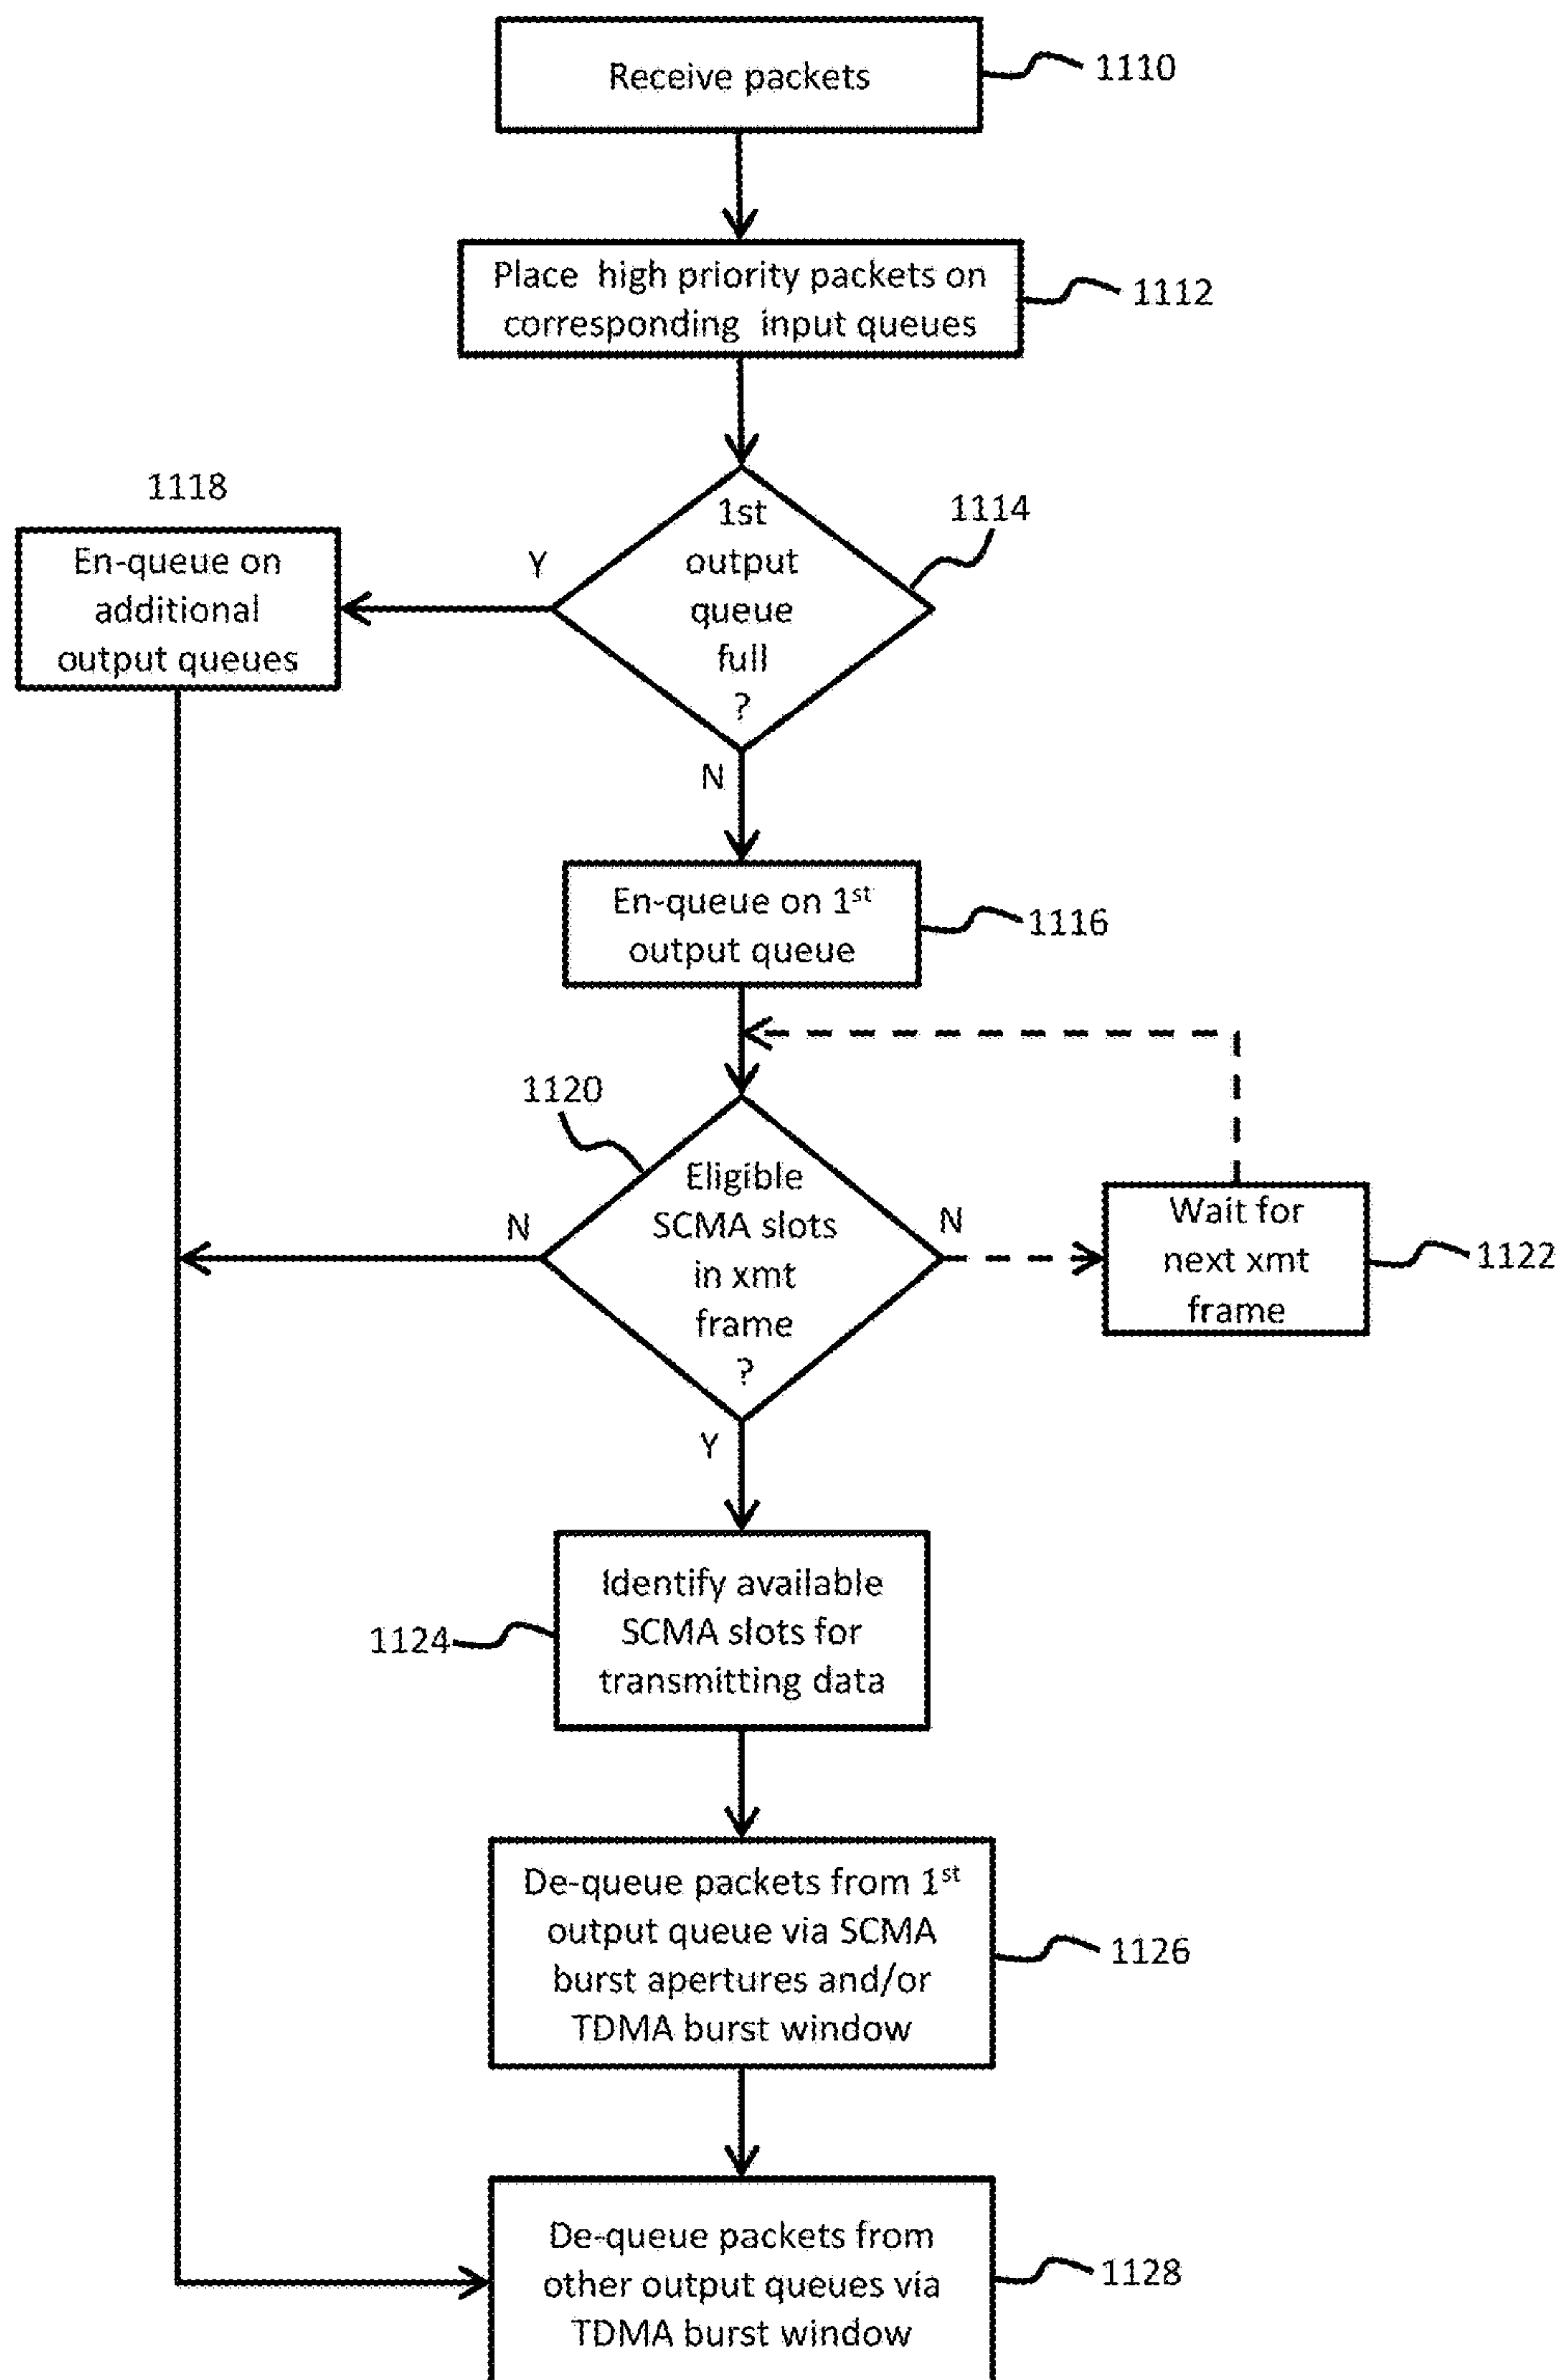 Receive packets
1110
Place high priority packets on
corresponding input queues
1112
1st
output
queue
full
?
1114
Y
1118
En-queue on
additional
output queues
N
En-queue on 1st
output queue
1116
1120
Eligible
SCMA slots
in xmt
frame
?
N
N
Wait for
next xmt
frame
1122
Y
Identify available
SCMA slots for
transmitting data
1124
De-queue packets from 1st
output queue via SCMA
burst apertures and/or
TDMA burst window
1126
De-queue packets from
other output queues via
TDMA burst window
1128